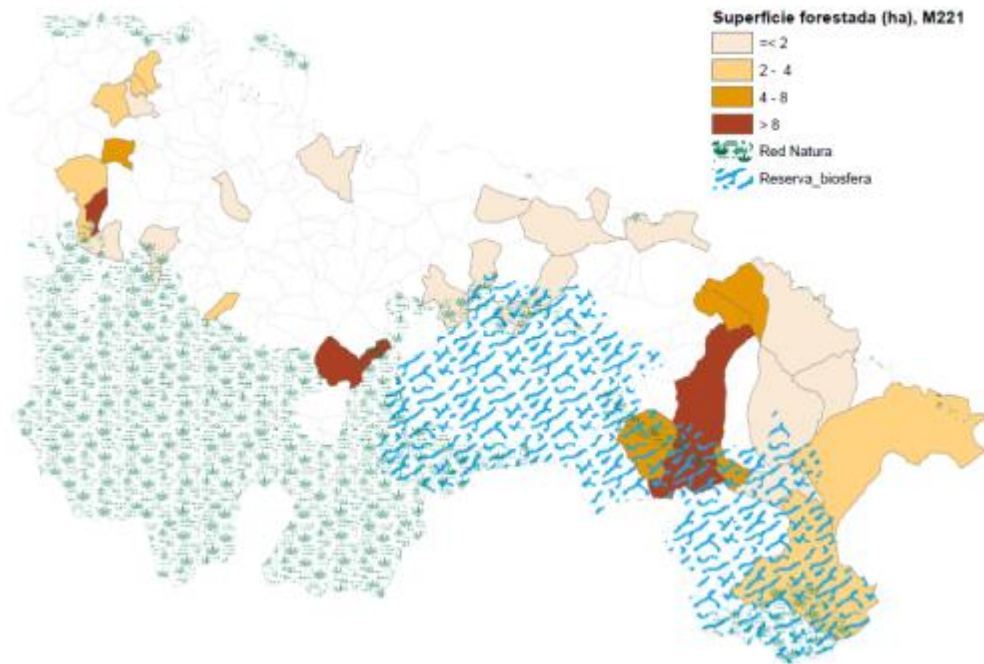 Superficie forestada (ha), M221
=< 2
2 - 4
4 - 8
> 8
Red Natura
Reserva_biosfera